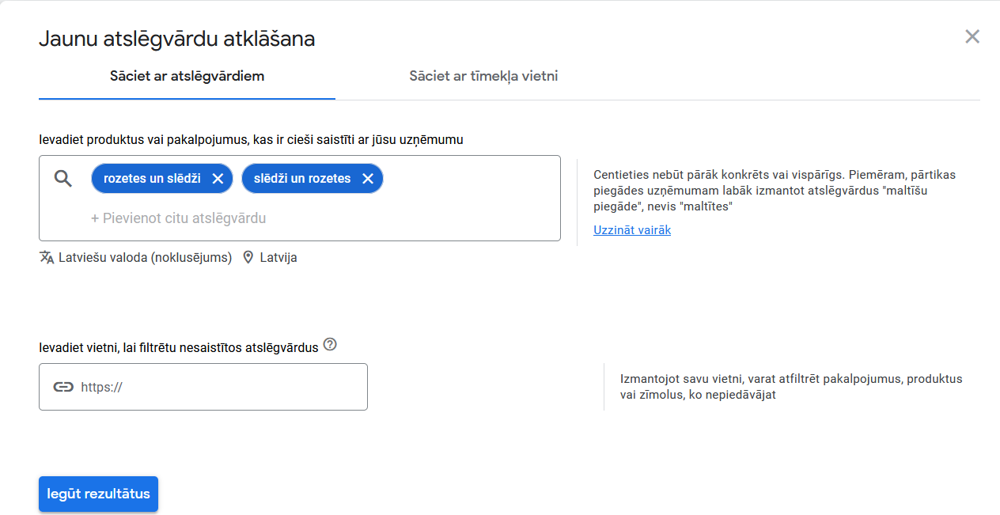 Jaunu atslēgvārdu atklāšana
Sāciet ar atslēgvārdiem
Sāciet ar tīmekļa vietni
Ievadiet produktus vai pakalpojumus, kas ir cieši saistīti ar jūsu uzņēmumu
rozetes un slēdži
slēdži un rozetes
+ Pievienot citu atslēgvārdu
Centieties nebūt pārāk konkrēts vai vispārīgs. Piemēram, pārtikas
piegādes uzņēmumam labāk izmantot atslēgvārdus "maltīšu
piegāde", nevis "maltītes"
Uzzināt vairāk
Latviešu valoda (noklusējums)
Latvija
Ievadiet vietni, lai filtrētu nesaistītos atslēgvārdus
https://
Izmantojot savu vietni, varat atfiltrēt pakalpojumus, produktus
vai zīmolus, ko nepiedāvājat
Iegūt rezultātus